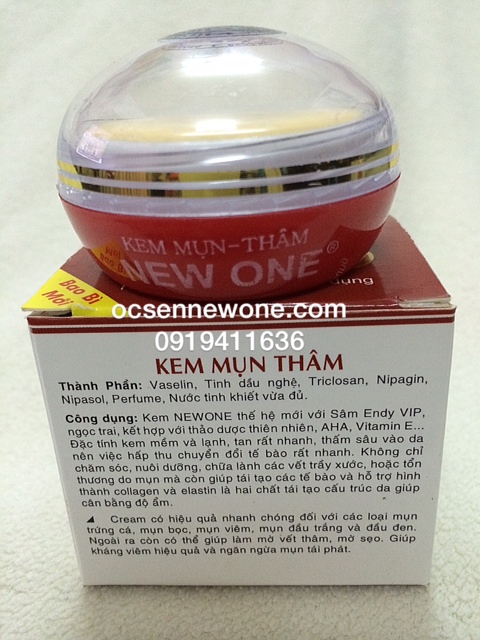 KEM MỤN-THÂM
NEW ONE®
Bao Bì
Mới
dụng
ocsennewone.com
0919411636
KEM MỤN THÂM
Thành Phần: Vaselin, Tinh dầu nghệ, Triclosan, Nipagin,
Nipasol, Perfume, Nước tinh khiết vừa đủ.
Công dụng: Kem NEWONE thế hệ mới với Sâm Endy VIP,
ngọc trai, kết hợp với thảo dược thiên nhiên, AHA, Vitamin E...
Đặc tính kem mềm và lạnh, tan rất nhanh, thấm sâu vào da
nên việc hấp thu chuyển đổi tế bào rất nhanh. Không chỉ
chăm sóc, nuôi dưỡng, chữa lành các vết trầy xước, hoặc tổn
thương do mụn mà còn giúp tái tạo các tế bào và hỗ trợ hình
thành collagen và elastin là hai chất tái tạo cấu trúc da giúp
cân bằng độ ẩm.
Cream có hiệu quả nhanh chóng đối với các loại mụn
trứng cá, mụn bọc, mụn viêm, mụn đầu trắng và đầu đen.
Ngoài ra còn có thể giúp làm mờ vết thâm, mờ sẹo. Giúp
kháng viêm hiệu quả và ngăn ngừa mụn tái phát.